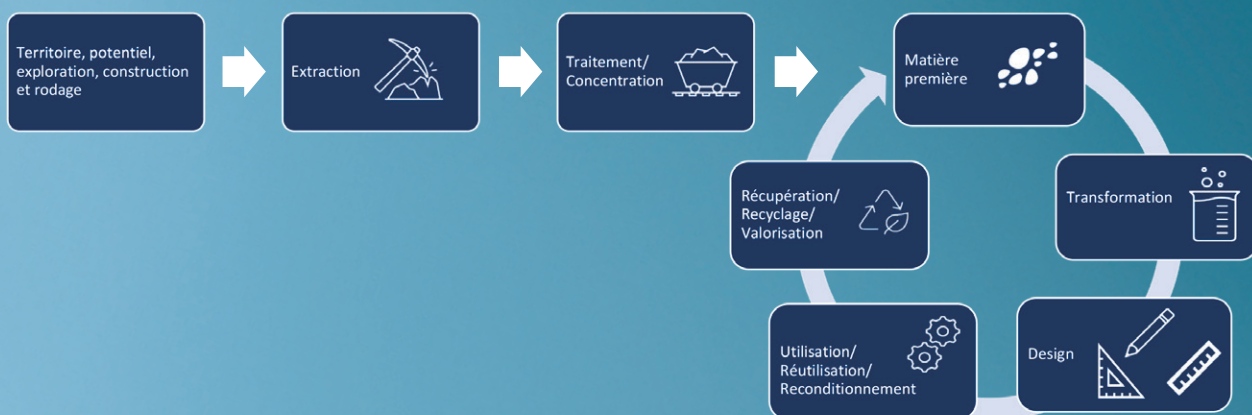 Territoire, potentiel,
exploration, construction
et rodage
Extraction
Traitement/
Concentration
Matière
première
Transformation
Design
Utilisation/
Réutilisation/
Reconditionnement
Récupération/
Recyclage/
Valorisation